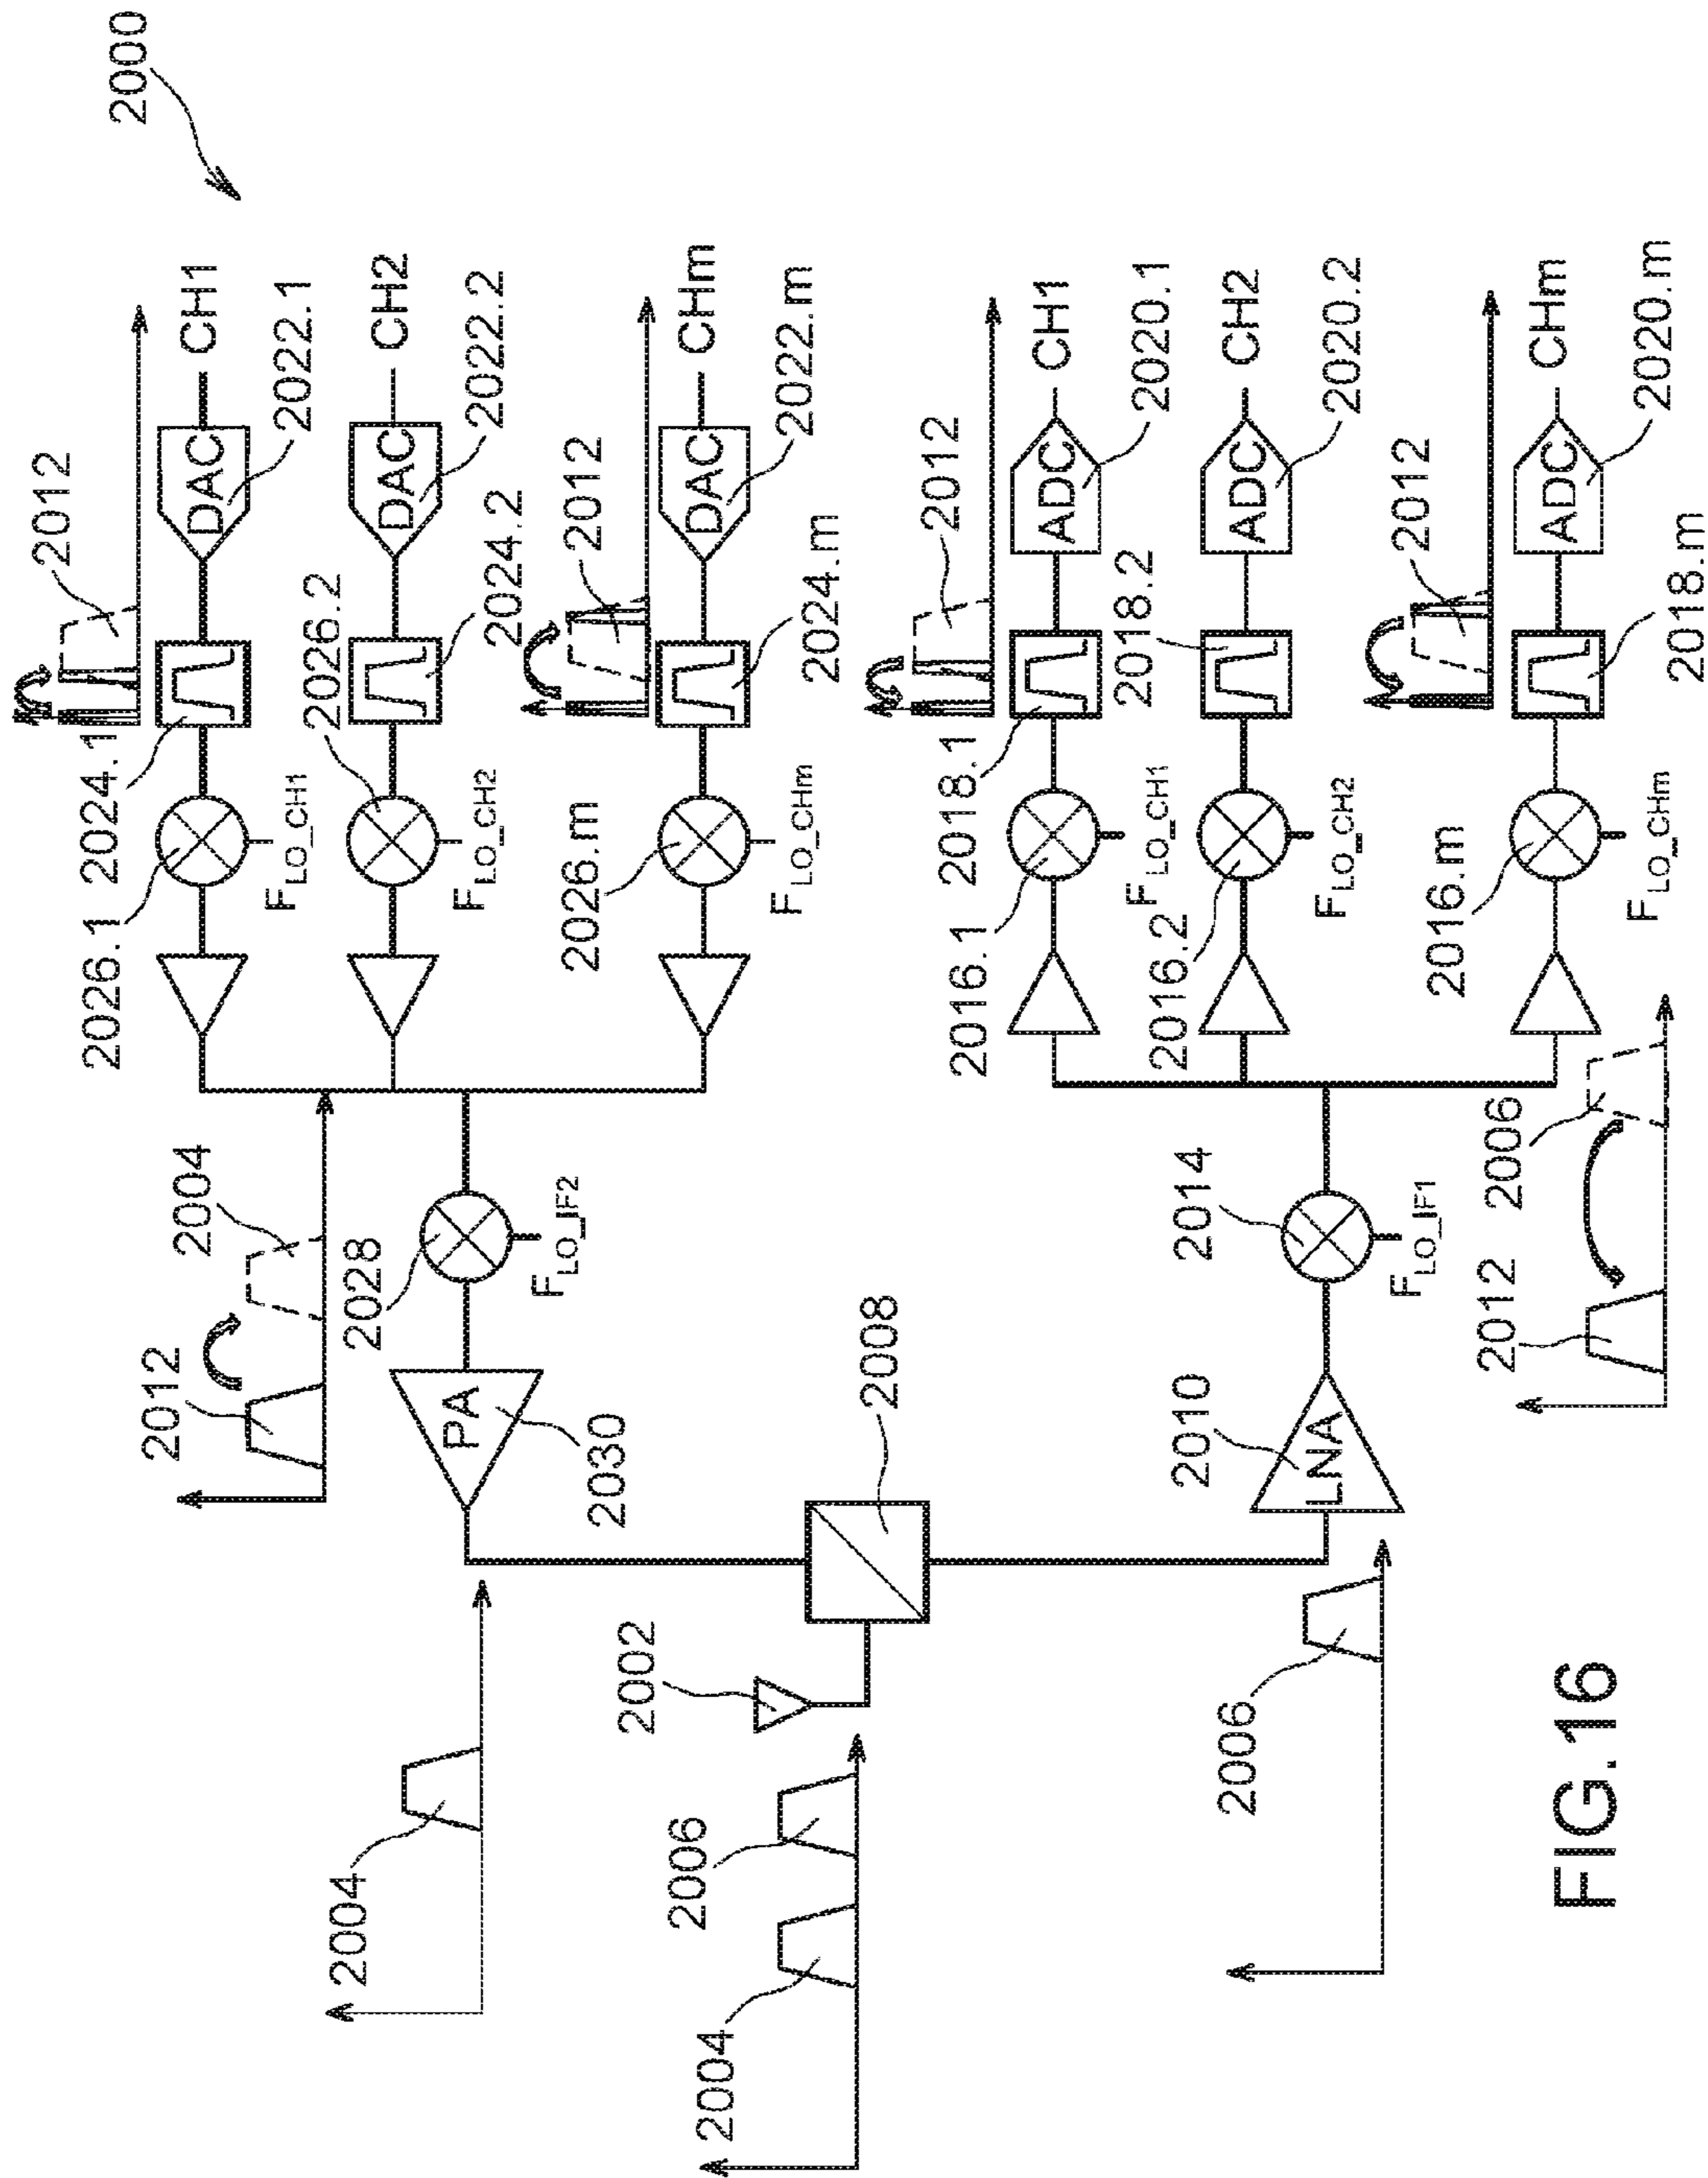 2000
2012
2026.1
2024.1
DAC
CH1
2022.1
F_LO_CH1
2026.2
DAC
CH2
2022.2
F_LO_CH2
2024.2
2012
2026.m
DAC
CHm
2022.m
F_LO_CHm
2024.m
2012
2004
2028
F_LO_IF2
PA
2030
2004
2004
2006
2002
2008
2012
2016.1
2018.1
ADC
CH1
2020.1
F_LO_CH1
2016.2
2018.2
ADC
CH2
2020.2
F_LO_CH2
2012
2016.m
ADC
CHm
2020.m
F_LO_CHm
2018.m
2014
F_LO_IF1
2010
LNA
2006
2012
2006
FIG.16